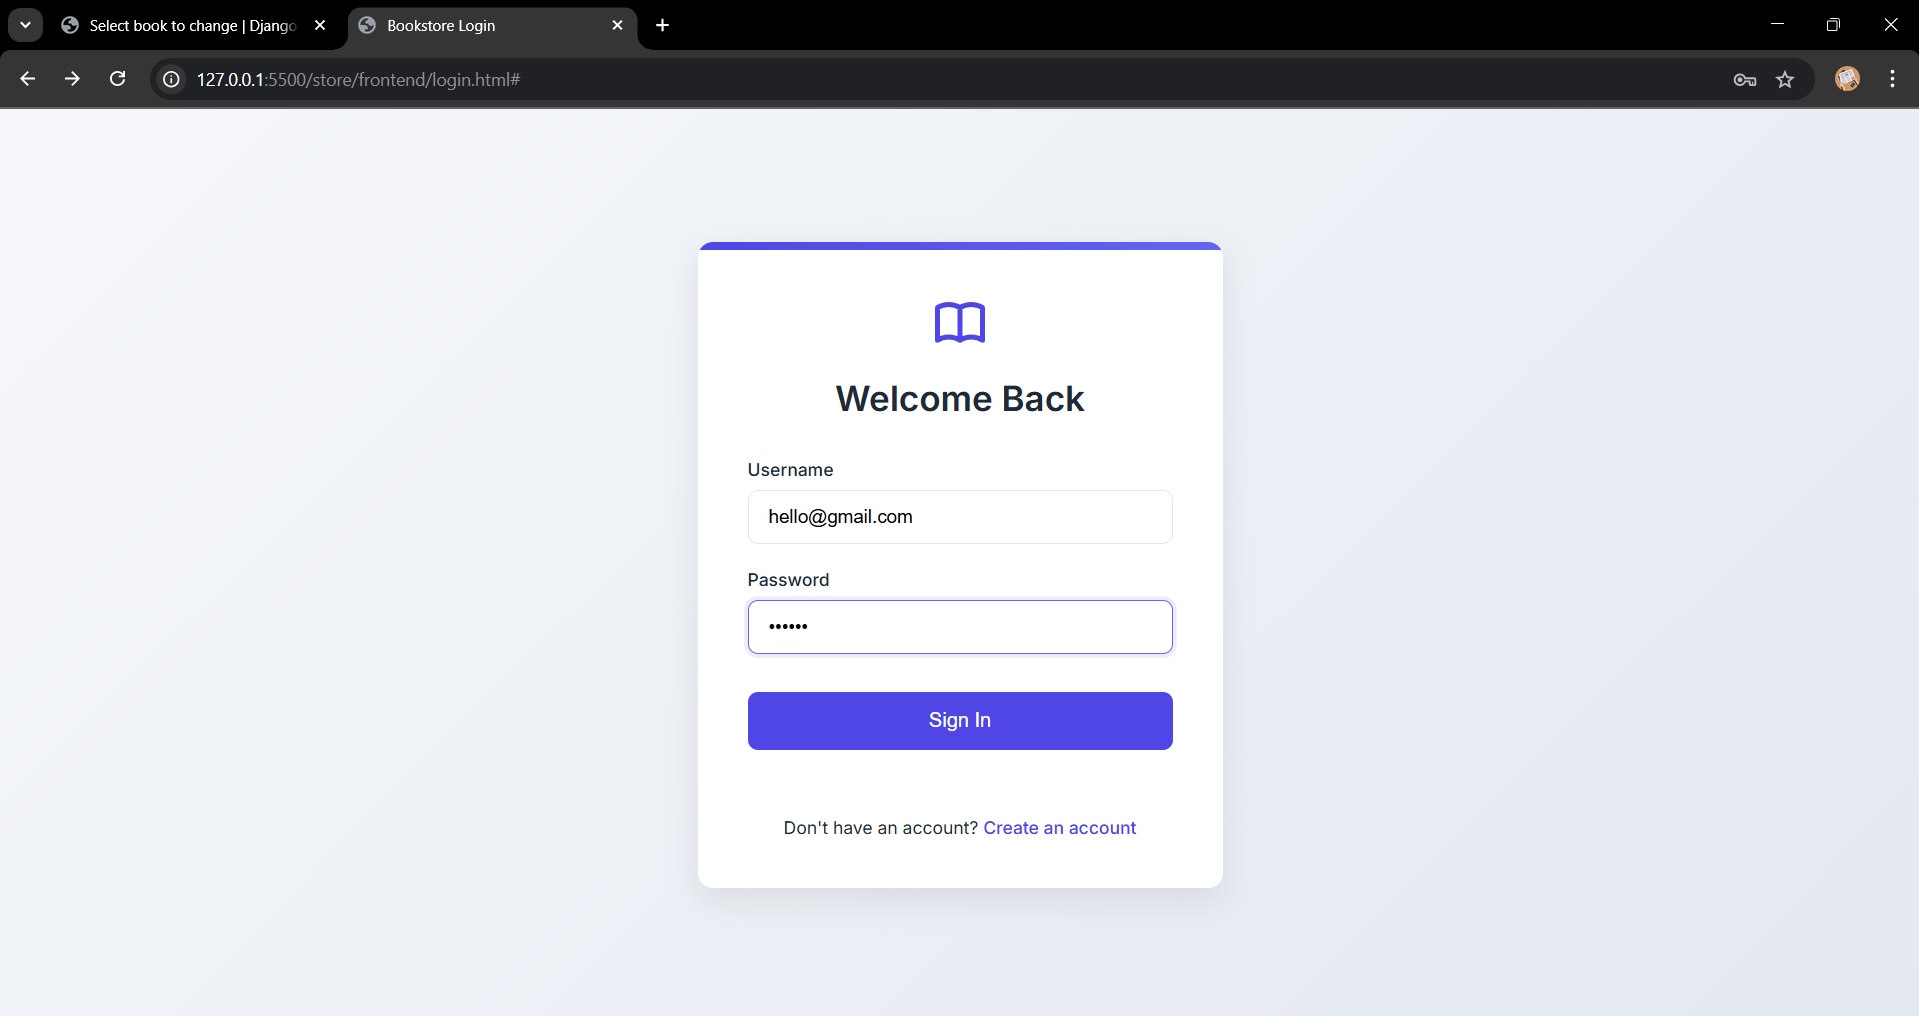 Select book to change | Django
Bookstore Login
127.0.0.1:5500/store/frontend/login.html#
Welcome Back
Username
hello@gmail.com
Password
••••••
Sign In
Don't have an account? Create an account